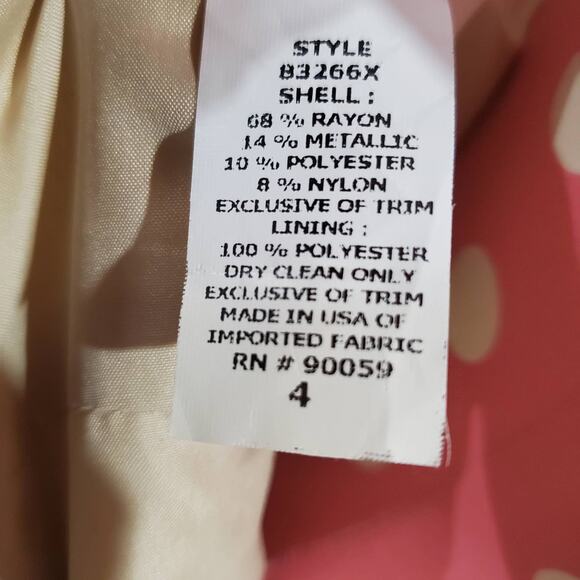 STYLE
83266X
SHELL :
68 % RAYON
14 % METALLIC
10 % POLYESTER
8 % NYLON
EXCLUSIVE OF TRIM
LINING :
100 % POLYESTER
DRY CLEAN ONLY
EXCLUSIVE OF TRIM
MADE IN USA OF
IMPORTED FABRIC
RN # 90059
4